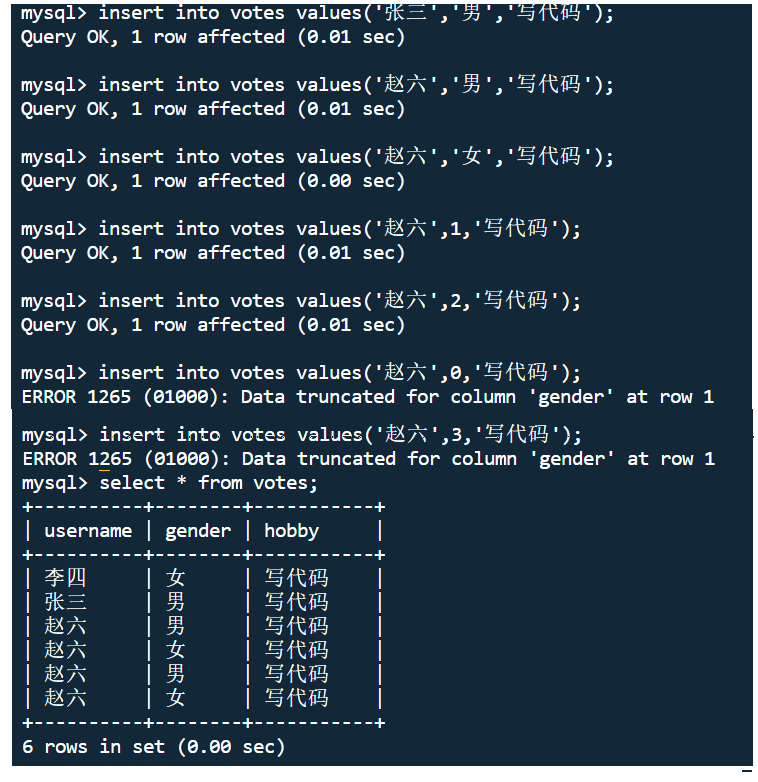 mysql> insert into votes values('张三','男','写代码');
Query OK, 1 row affected (0.01 sec)
mysql> insert into votes values('赵六','男','写代码');
Query OK, 1 row affected (0.01 sec)
mysql> insert into votes values('赵六','女','写代码');
Query OK, 1 row affected (0.00 sec)
mysql> insert into votes values('赵六',1,'写代码');
Query OK, 1 row affected (0.01 sec)
mysql> insert into votes values('赵六',2,'写代码');
Query OK, 1 row affected (0.01 sec)
mysql> insert into votes values('赵六',0,'写代码');
ERROR 1265 (01000): Data truncated for column 'gender' at row 1
mysql> insert into votes values('赵六',3,'写代码');
ERROR 1265 (01000): Data truncated for column 'gender' at row 1
mysql> select * from votes;
+----------+--------+-----------+
| username | gender | hobby     |
+----------+--------+-----------+
| 李四     | 女     | 写代码    |
| 张三     | 男     | 写代码    |
| 赵六     | 男     | 写代码    |
| 赵六     | 女     | 写代码    |
| 赵六     | 男     | 写代码    |
| 赵六     | 女     | 写代码    |
+----------+--------+-----------+
6 rows in set (0.00 sec)